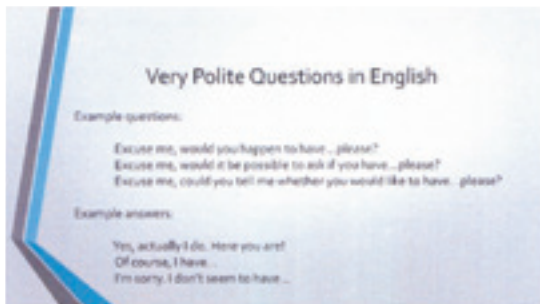 Very Polite Questions in English
Example questions:
Excuse me, would you happen to have...please?
Excuse me, would it be possible to ask if you have...please?
Excuse me, could you tell me whether you would like to have...please?
Example answers:
Yes, actually I do. Here you are!
Of course, I have...
I'm sorry. I don't seem to have...